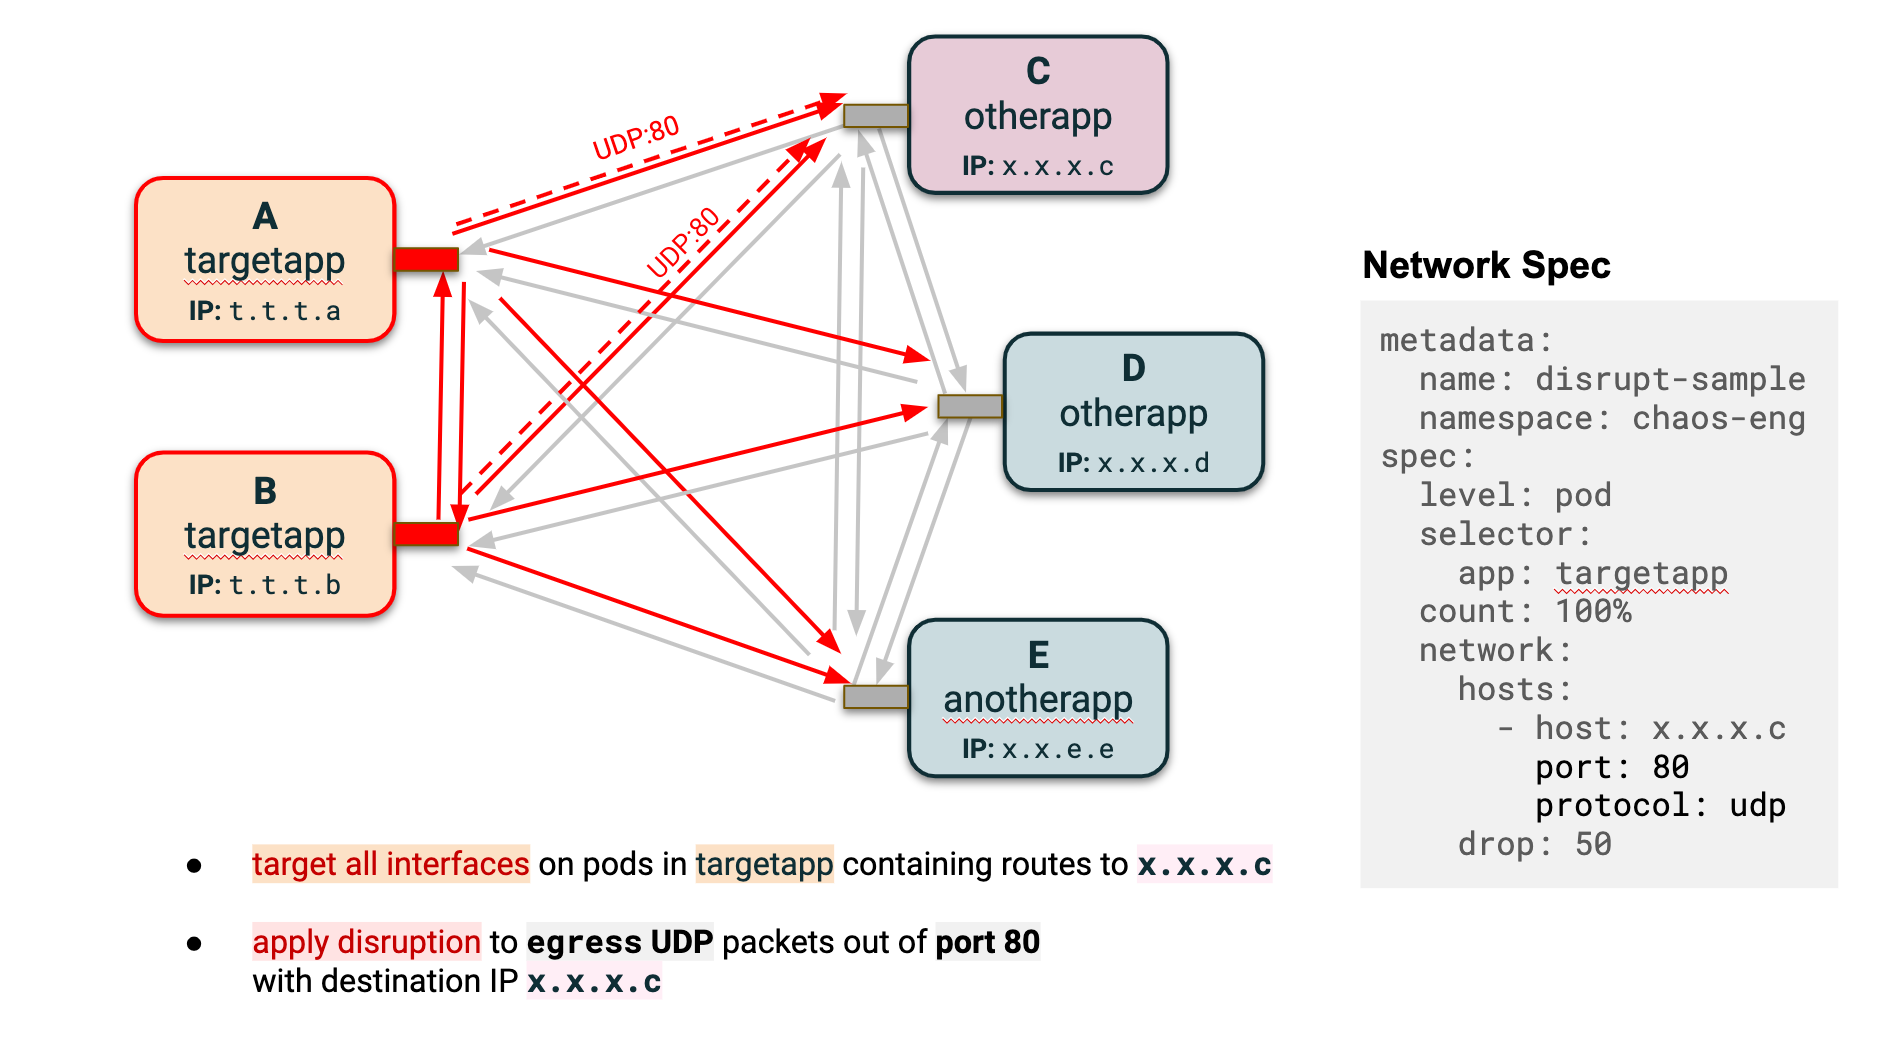 C
otherapp
IP: x.x.x.c
UDP:80
A
targetapp
IP: t.t.t.a
UDP:80
D
otherapp
IP: x.x.x.d
B
targetapp
IP: t.t.t.b
E
anotherapp
IP: x.x.e.e
Network Spec
metadata:
  name: disrupt-sample
  namespace: chaos-eng
spec:
  level: pod
  selector:
    app: targetapp
  count: 100%
  network:
    hosts:
      - host: x.x.x.c
        port: 80
        protocol: udp
    drop: 50
● target all interfaces on pods in targetapp containing routes to x.x.x.c
● apply disruption to egress UDP packets out of port 80
with destination IP x.x.x.c